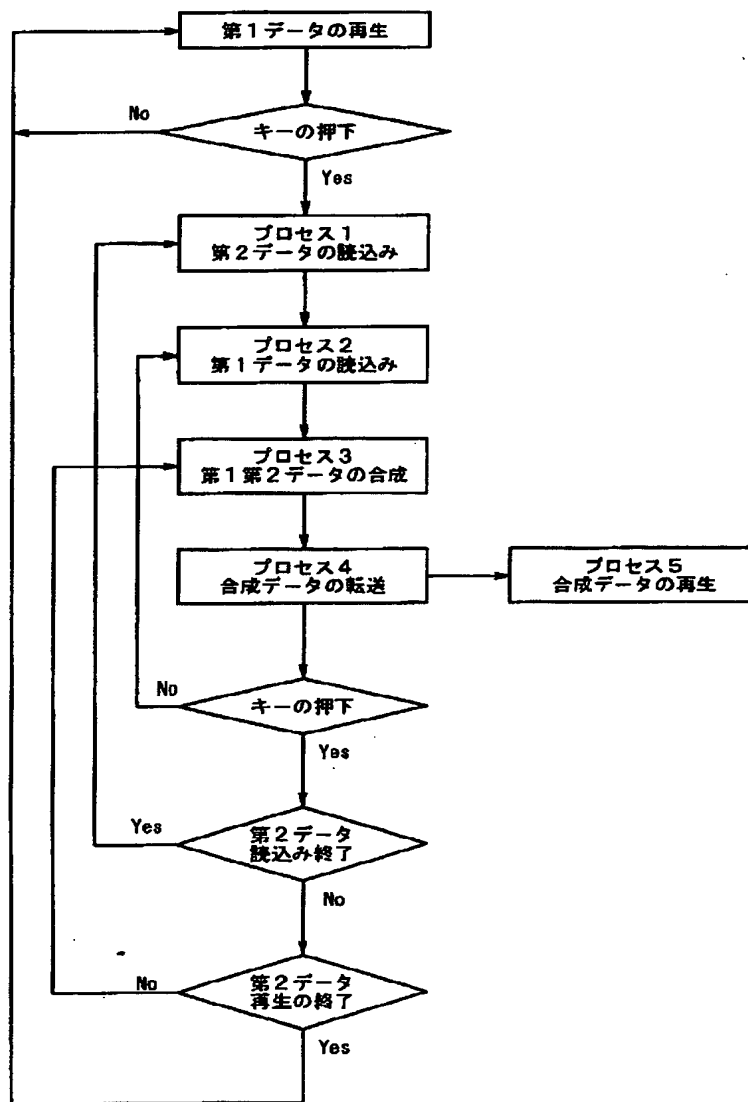 第1データの再生
No
キーの押下
Yes
プロセス1
第2データの読込み
プロセス2
第1データの読込み
プロセス3
第1第2データの合成
プロセス4
合成データの転送
プロセス5
合成データの再生
No
キーの押下
Yes
Yes
第2データ
読込み終了
No
No
第2データ
再生の終了
Yes